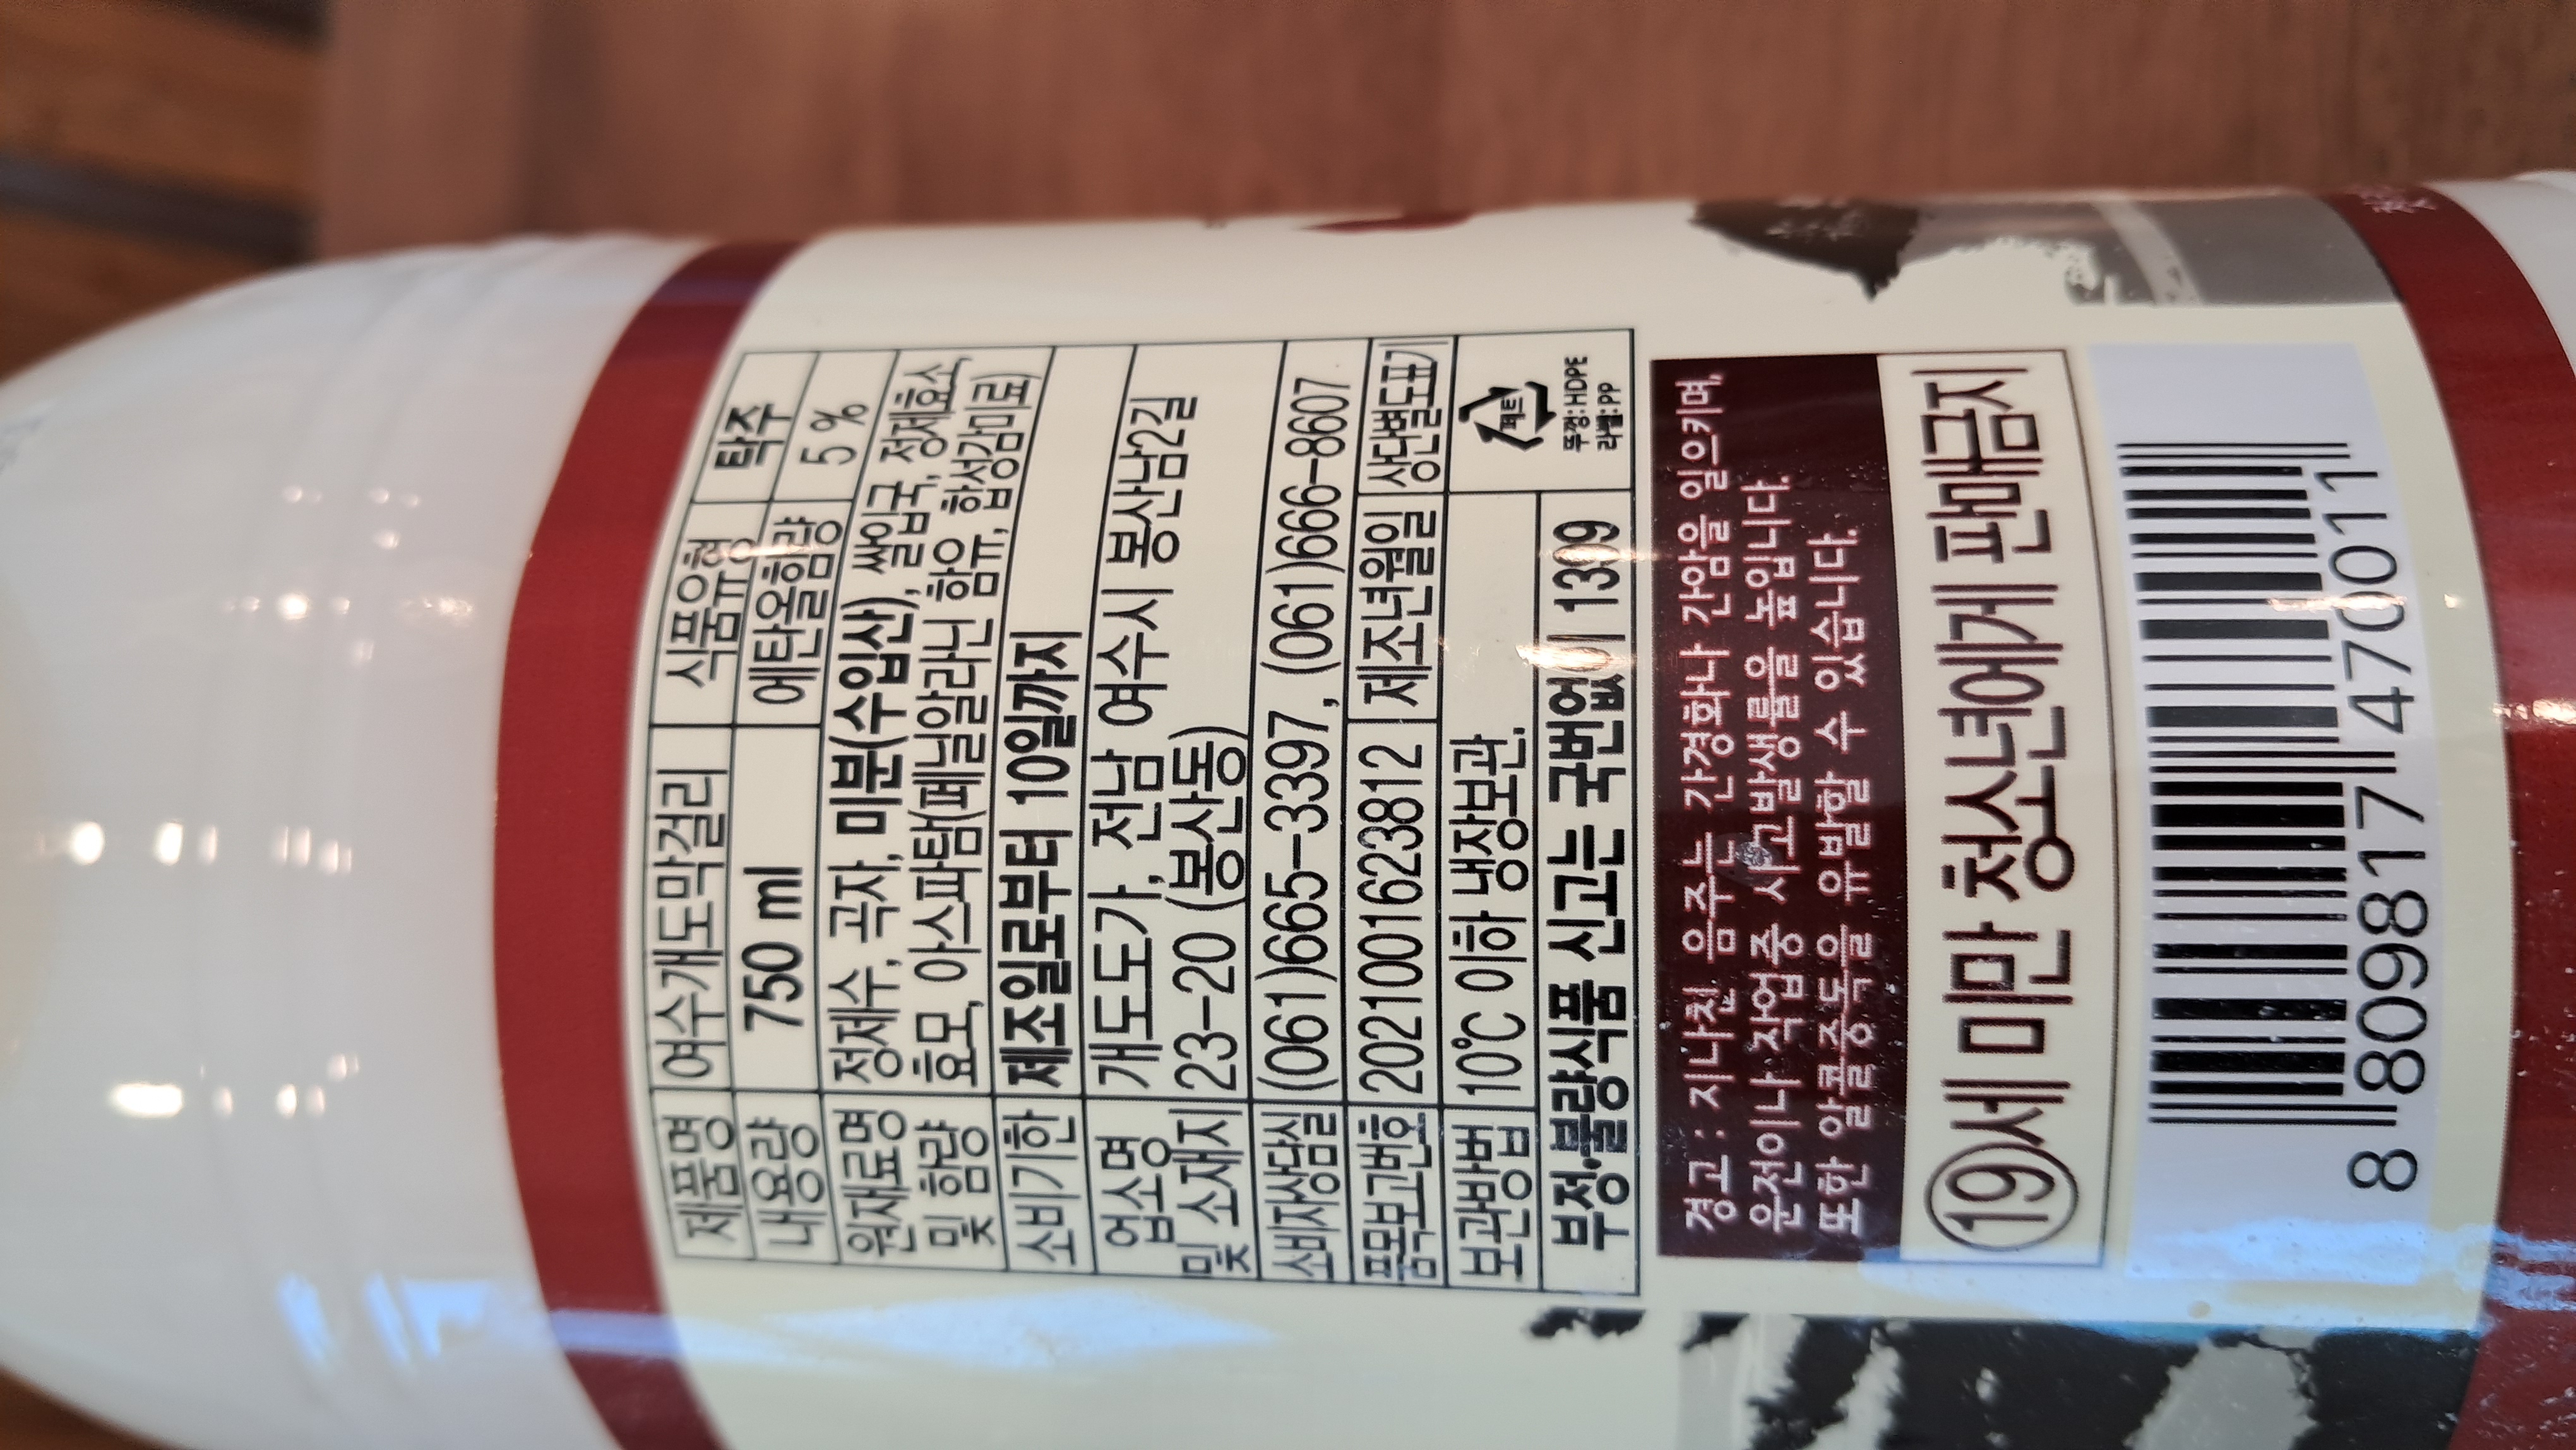 제품명 여수개도막걸리 식품유형 탁주
내용량 750 ml 에탄올함량 5 %
원재료명 및 함량 정제수, 곡자, 미분(수입산), 쌀입국, 정제효소,
효모, 아스파탐(페닐알라닌 함유, 합성감미료)
소비기한 제조일로부터 10일까지
업소명 및 소재지 개도도가, 전남 여수시 봉산남2길
23-20 (봉산동)
소비자상담실 (061)665-3397, (061)666-8607
품목보고번호 2021001623812 제조년월일 상단별도표기
보관방법 10℃ 이하 냉장보관.
페트
뚜껑:HDPE
라벨:PP
부정.불량식품 신고는 국번없이 1399
경고 : 지나친 음주는 간경화나 간암을 일으키며,
운전이나 작업중 사고발생률을 높입니다.
또한 알콜중독을 유발할 수 있습니다.
19세 미만 청소년에게 판매금지
8 809817 470011